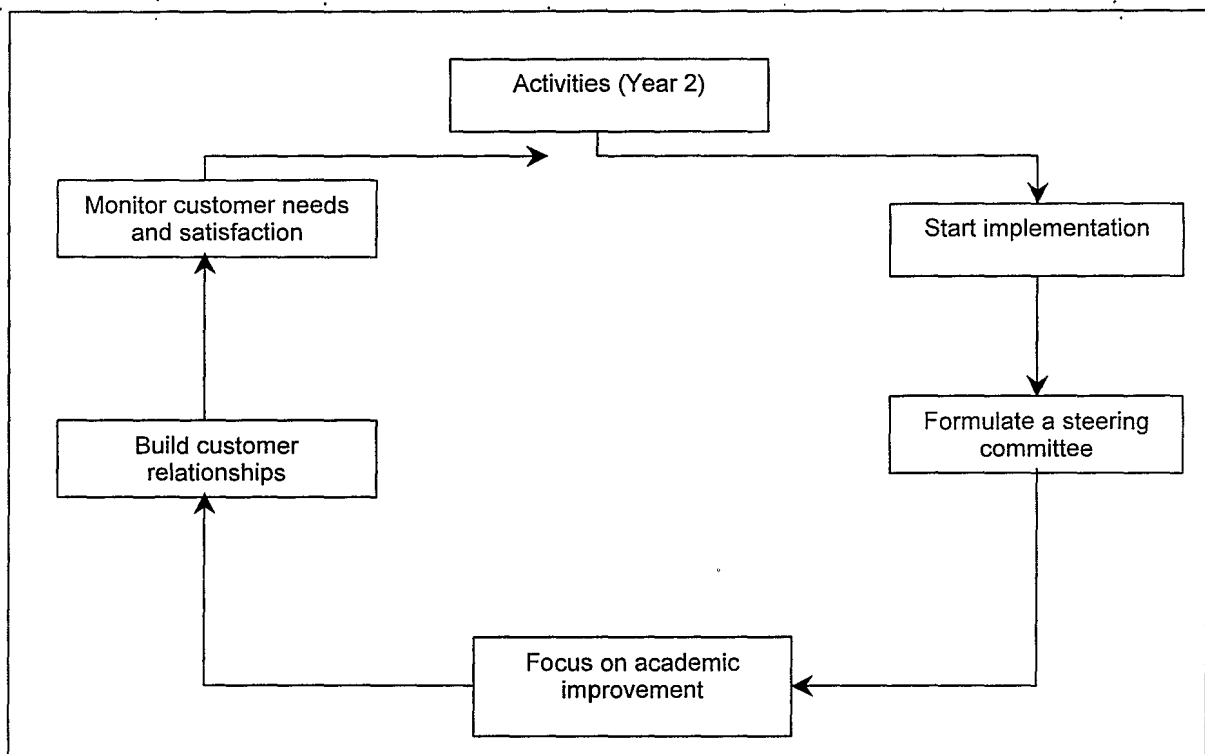 Activities (Year 2)
Start implementation
Formulate a steering
committee
Focus on academic
improvement
Build customer
relationships
Monitor customer needs
and satisfaction